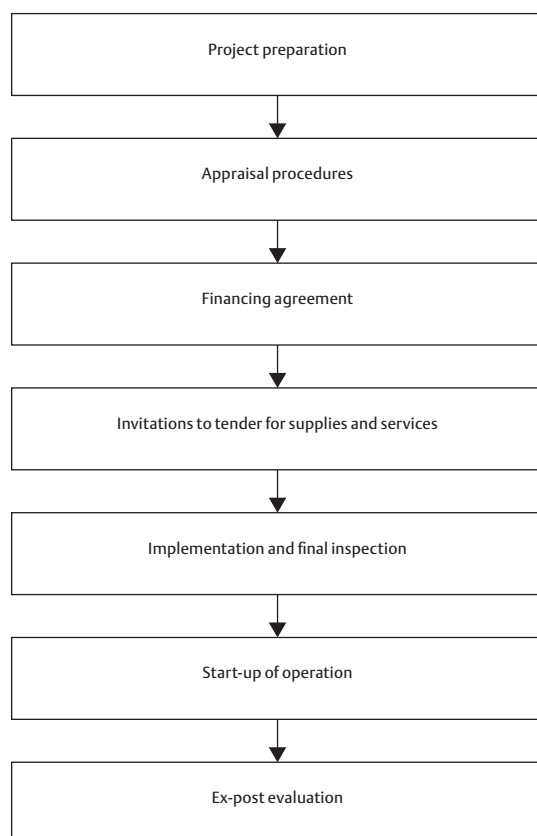 Project preparation
Appraisal procedures
Financing agreement
Invitations to tender for supplies and services
Implementation and final inspection
Start-up of operation
Ex-post evaluation